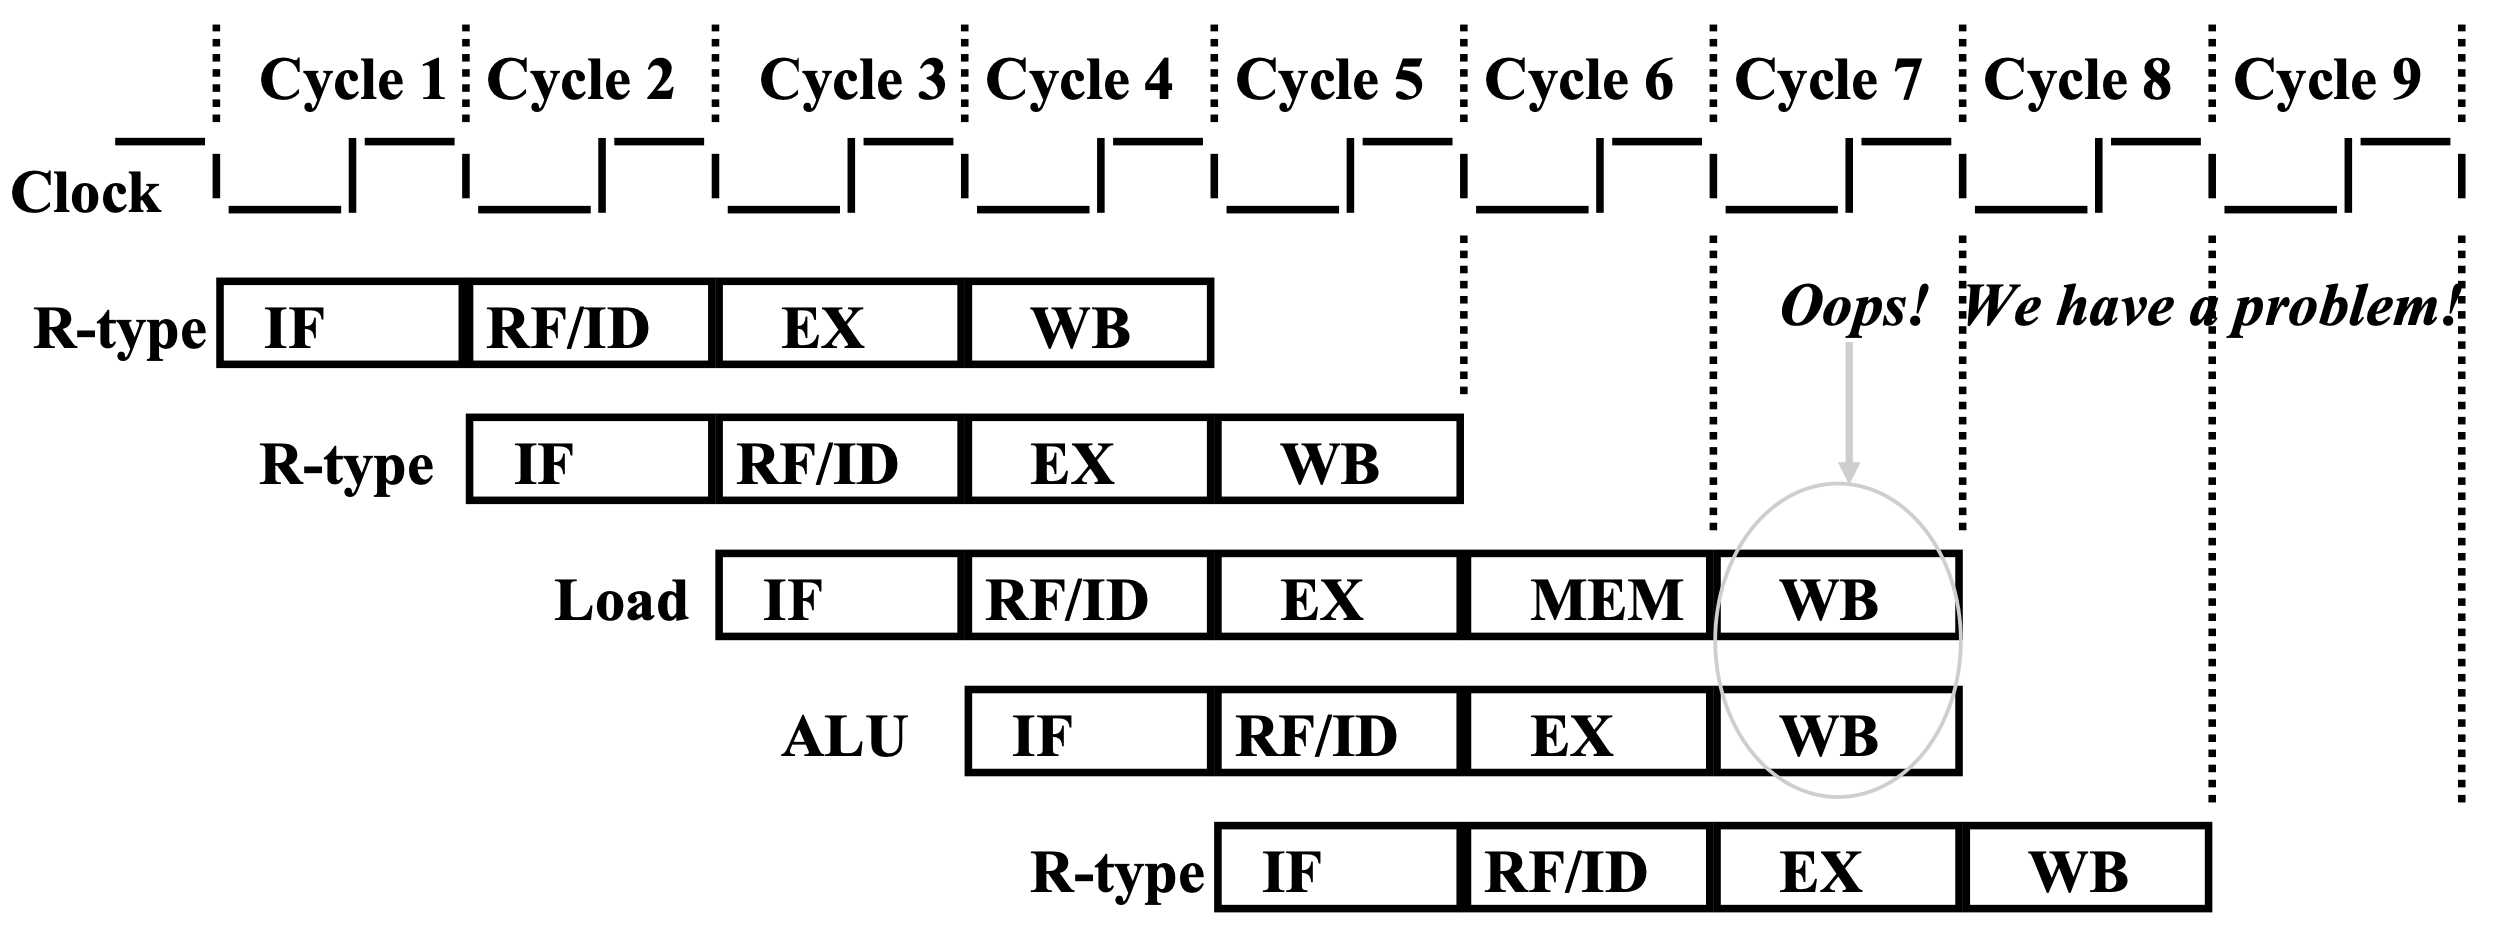 Cycle 1 Cycle 2 Cycle 3 Cycle 4 Cycle 5 Cycle 6 Cycle 7 Cycle 8 Cycle 9
Clock
Oops! We have a problem!
R-type IF RF/ID EX WB
R-type IF RF/ID EX WB
Load IF RF/ID EX MEM WB
ALU IF RF/ID EX WB
R-type IF RF/ID EX WB